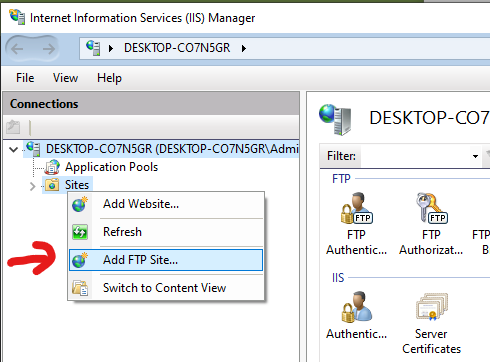 Internet Information Services (IIS) Manager
DESKTOP-CO7N5GR
File View Help
Connections
DESKTOP-CO7N5GR (DESKTOP-CO7N5GR\Admi
Application Pools
Sites
Add Website...
Refresh
Add FTP Site...
Switch to Content View
DESKTOP-CO7
Filter:
FTP
FTP
FTP
FTP Authentic...
FTP Authorizat...
IIS
Authentic...
Server Certificates